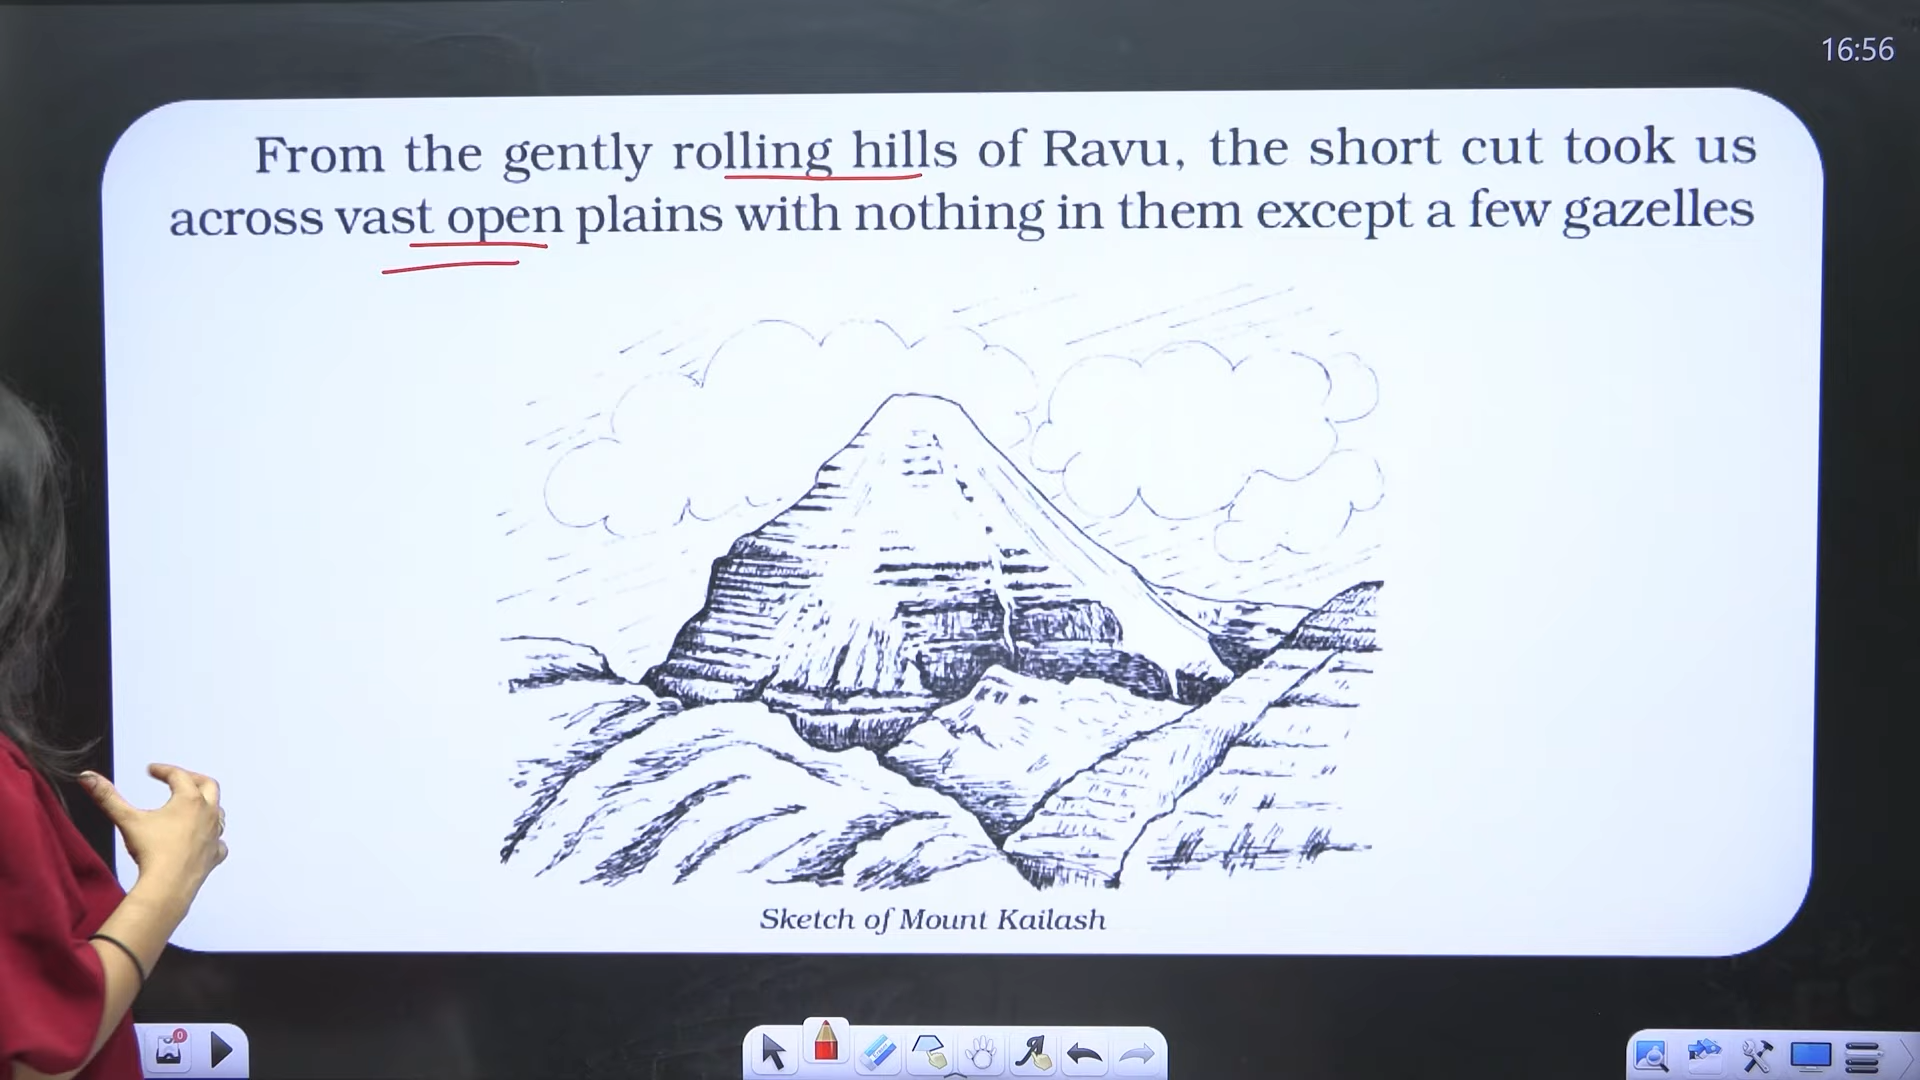 16:56
From the gently rolling hills of Ravu, the short cut took us
across vast open plains with nothing in them except a few gazelles
Sketch of Mount Kailash
0